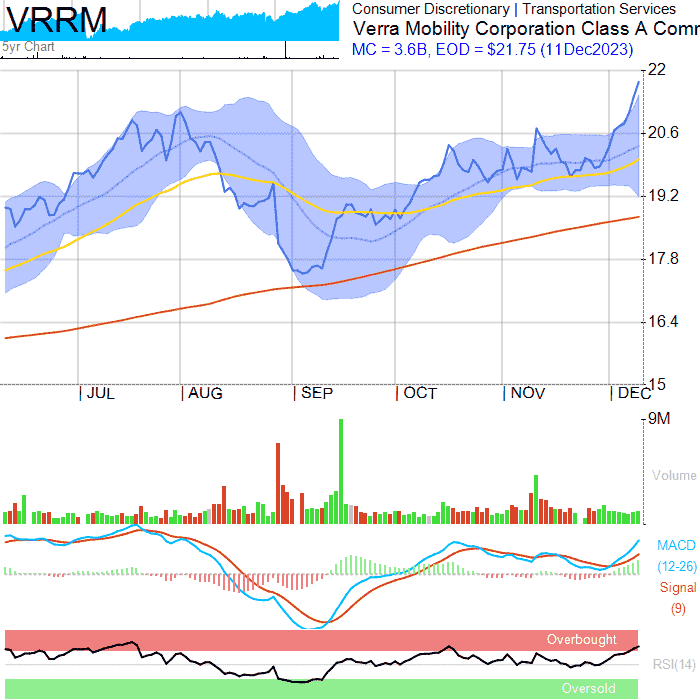 VRRM
5yr Chart
Consumer Discretionary | Transportation Services
Verra Mobility Corporation Class A Comr
MC = 3.6B, EOD = $21.75 (11Dec2023)
22
20.6
19.2
17.8
16.4
15
| JUL
| AUG
| SEP
| OCT
| NOV
| DEC
9M
Volume
MACD
(12-26)
Signal
(9)
Overbought
RSI(14)
Oversold